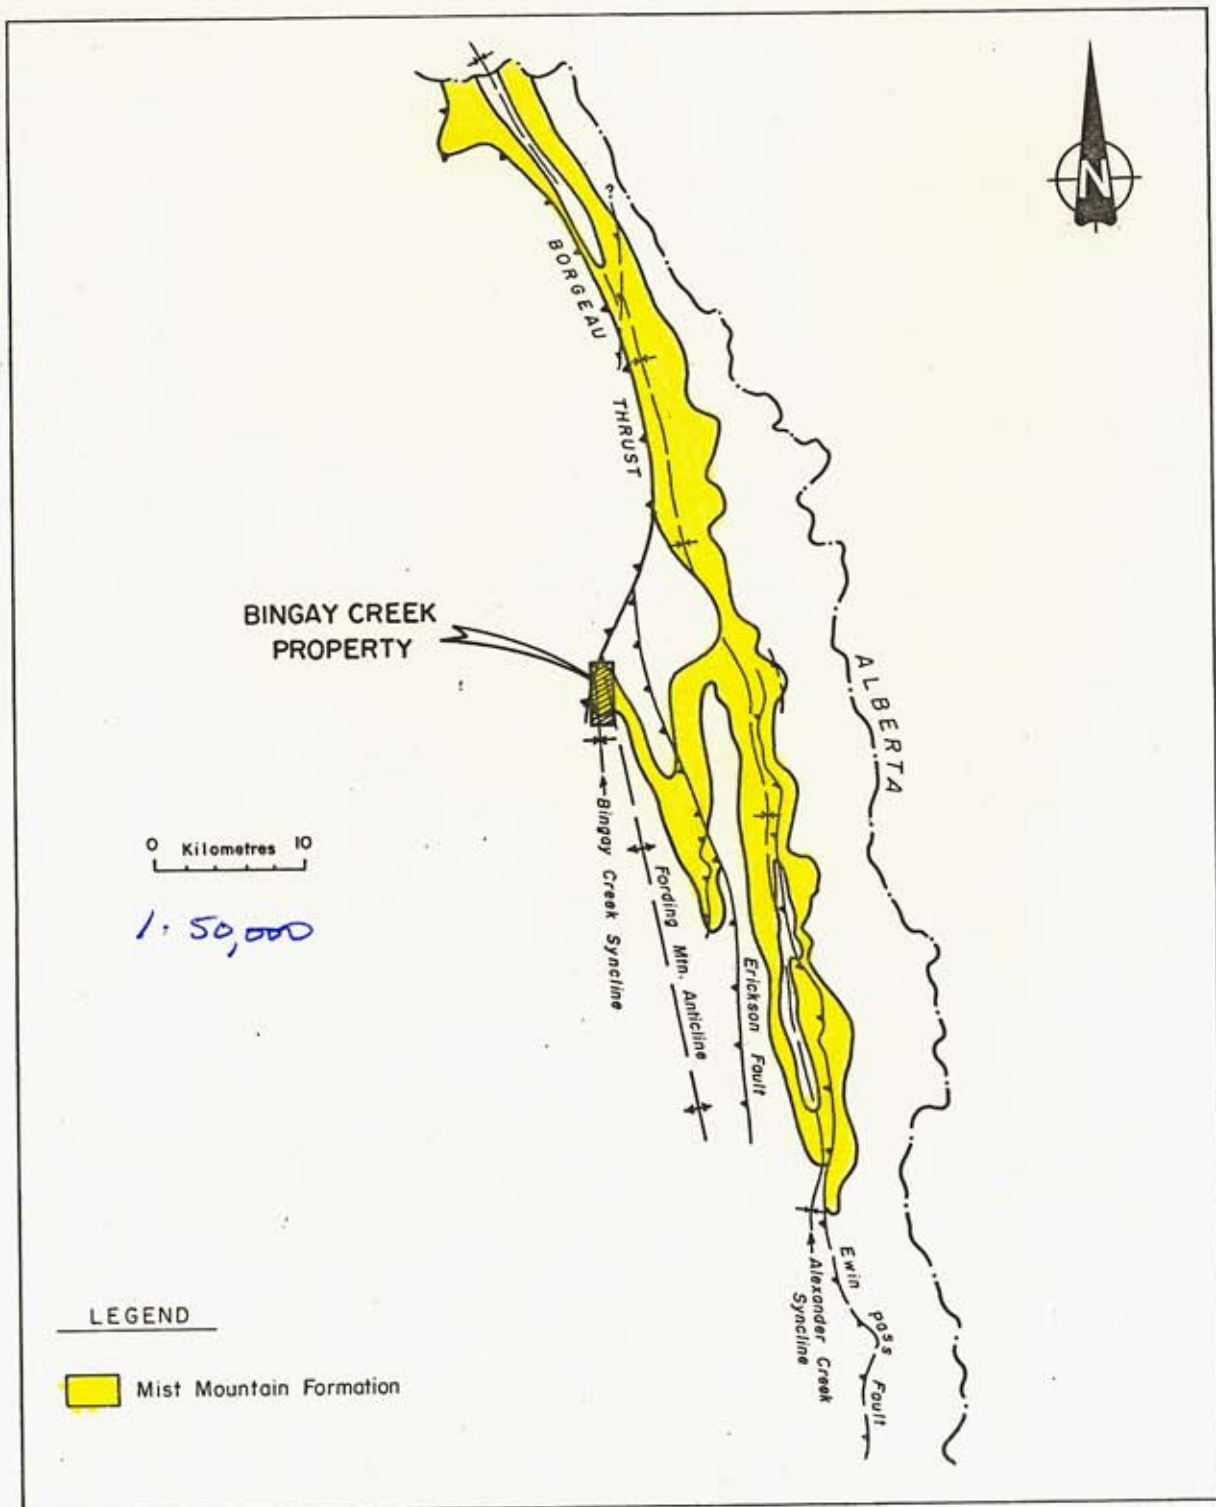 N
BORGEAU
THRUST
BINGAY CREEK
PROPERTY
ALBERTA
0 Kilometres 10
1:50,000
Bingay Creek Syncline
Fording Mtn. Anticline
Erickson Fault
?
Ewin Pass Fault
Alexander Creek
Syncline
LEGEND
Mist Mountain Formation